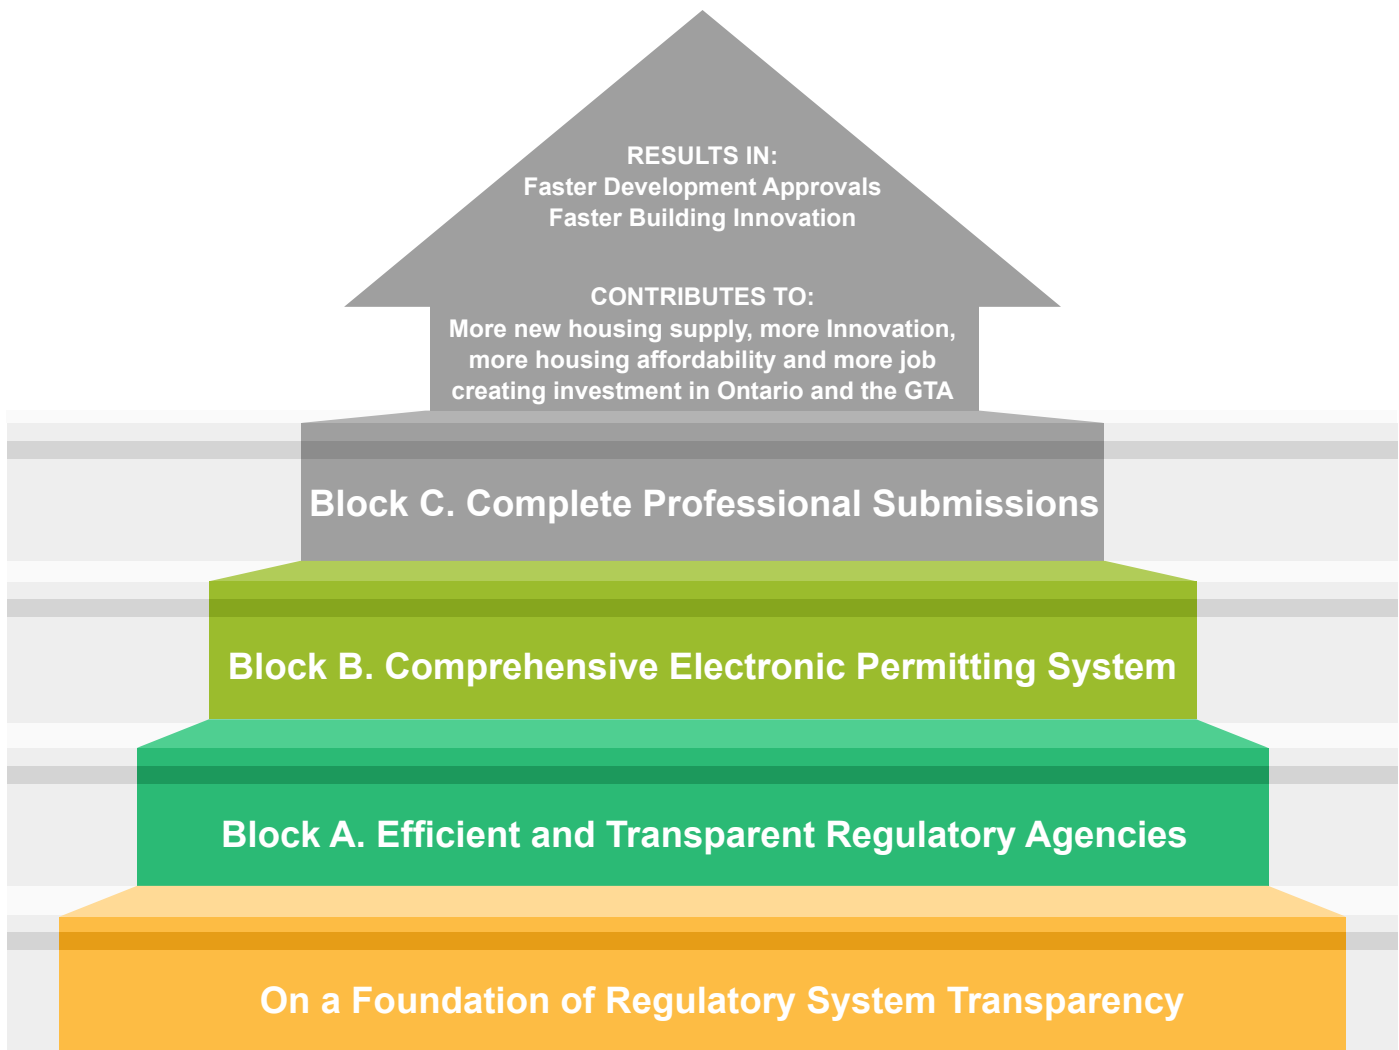 RESULTS IN:
Faster Development Approvals
Faster Building Innovation
CONTRIBUTES TO:
More new housing supply, more Innovation,
more housing affordability and more job
creating investment in Ontario and the GTA
Block C. Complete Professional Submissions
Block B. Comprehensive Electronic Permitting System
Block A. Efficient and Transparent Regulatory Agencies
On a Foundation of Regulatory System Transparency